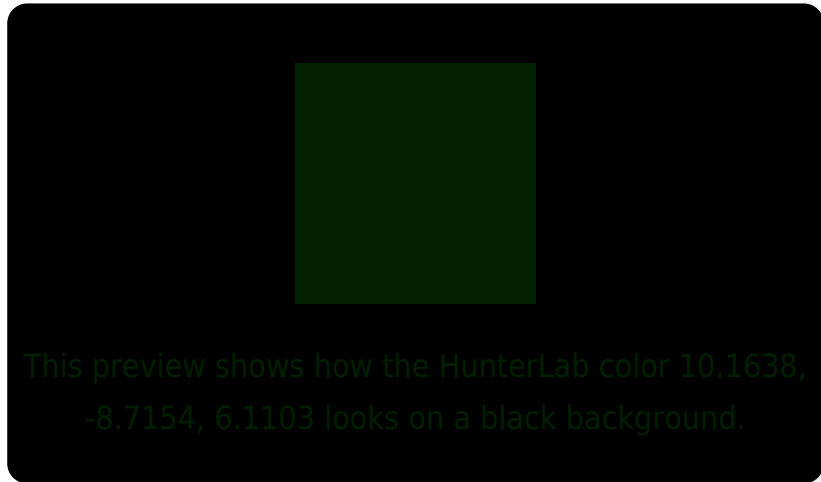 This preview shows how the HunterLab color 10.1638,
-8.7154, 6.1103 looks on a black background.